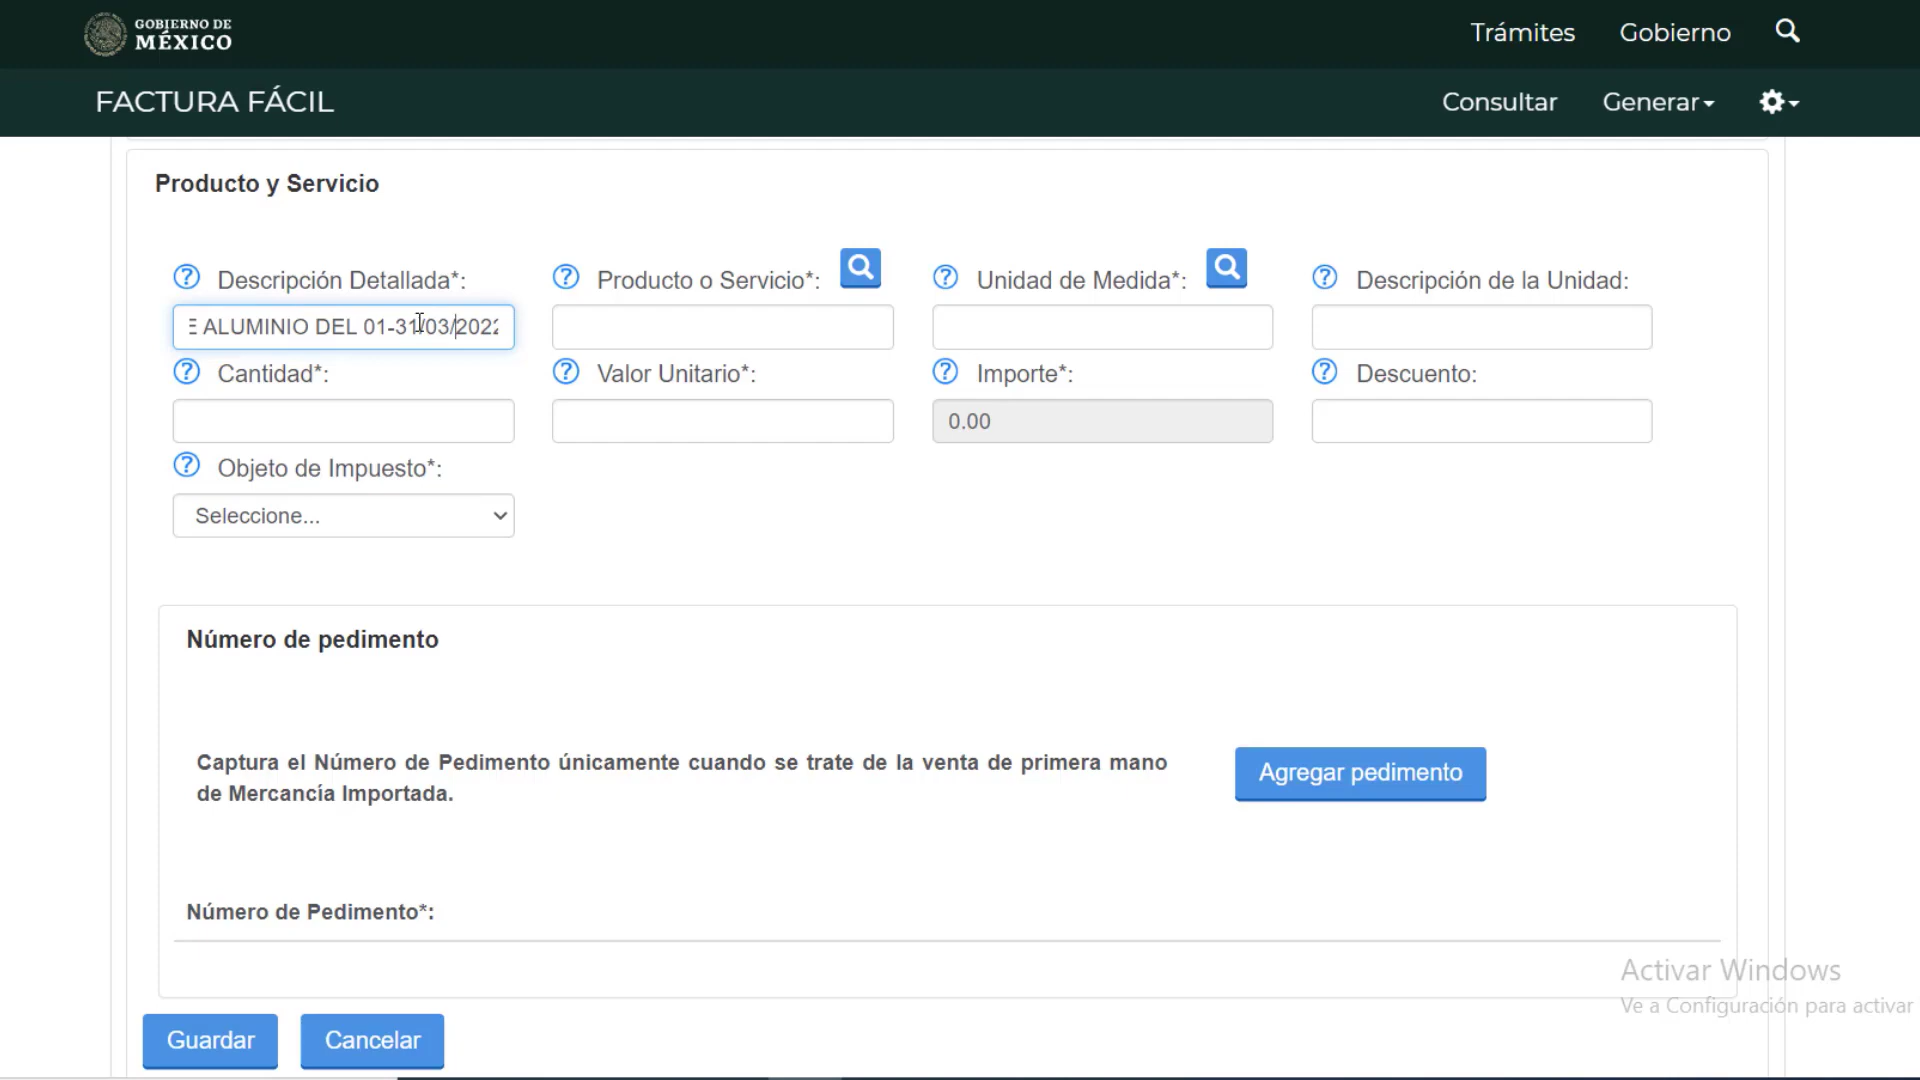 GOBIERNO DE
MÉXICO
Trámites Gobierno
FACTURA FÁCIL
Consultar Generar
Producto y Servicio
Descripción Detallada*: Producto o Servicio*: Unidad de Medida*: Descripción de la Unidad:
E ALUMINIO DEL 01-31/03/2022
Cantidad*: Valor Unitario*: Importe*: Descuento:
0.00
Objeto de Impuesto*:
Seleccione...
Número de pedimento
Captura el Número de Pedimento únicamente cuando se trate de la venta de primera mano
de Mercancía Importada.
Agregar pedimento
Número de Pedimento*:
Activar Windows
Ve a Configuración para activar
Guardar Cancelar